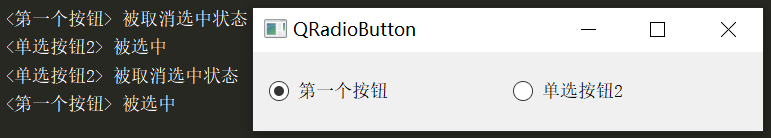 <第一个按钮> 被取消选中状态
<单选按钮2> 被选中
<单选按钮2> 被取消选中状态
<第一个按钮> 被选中
QRadioButton
第一个按钮
单选按钮2